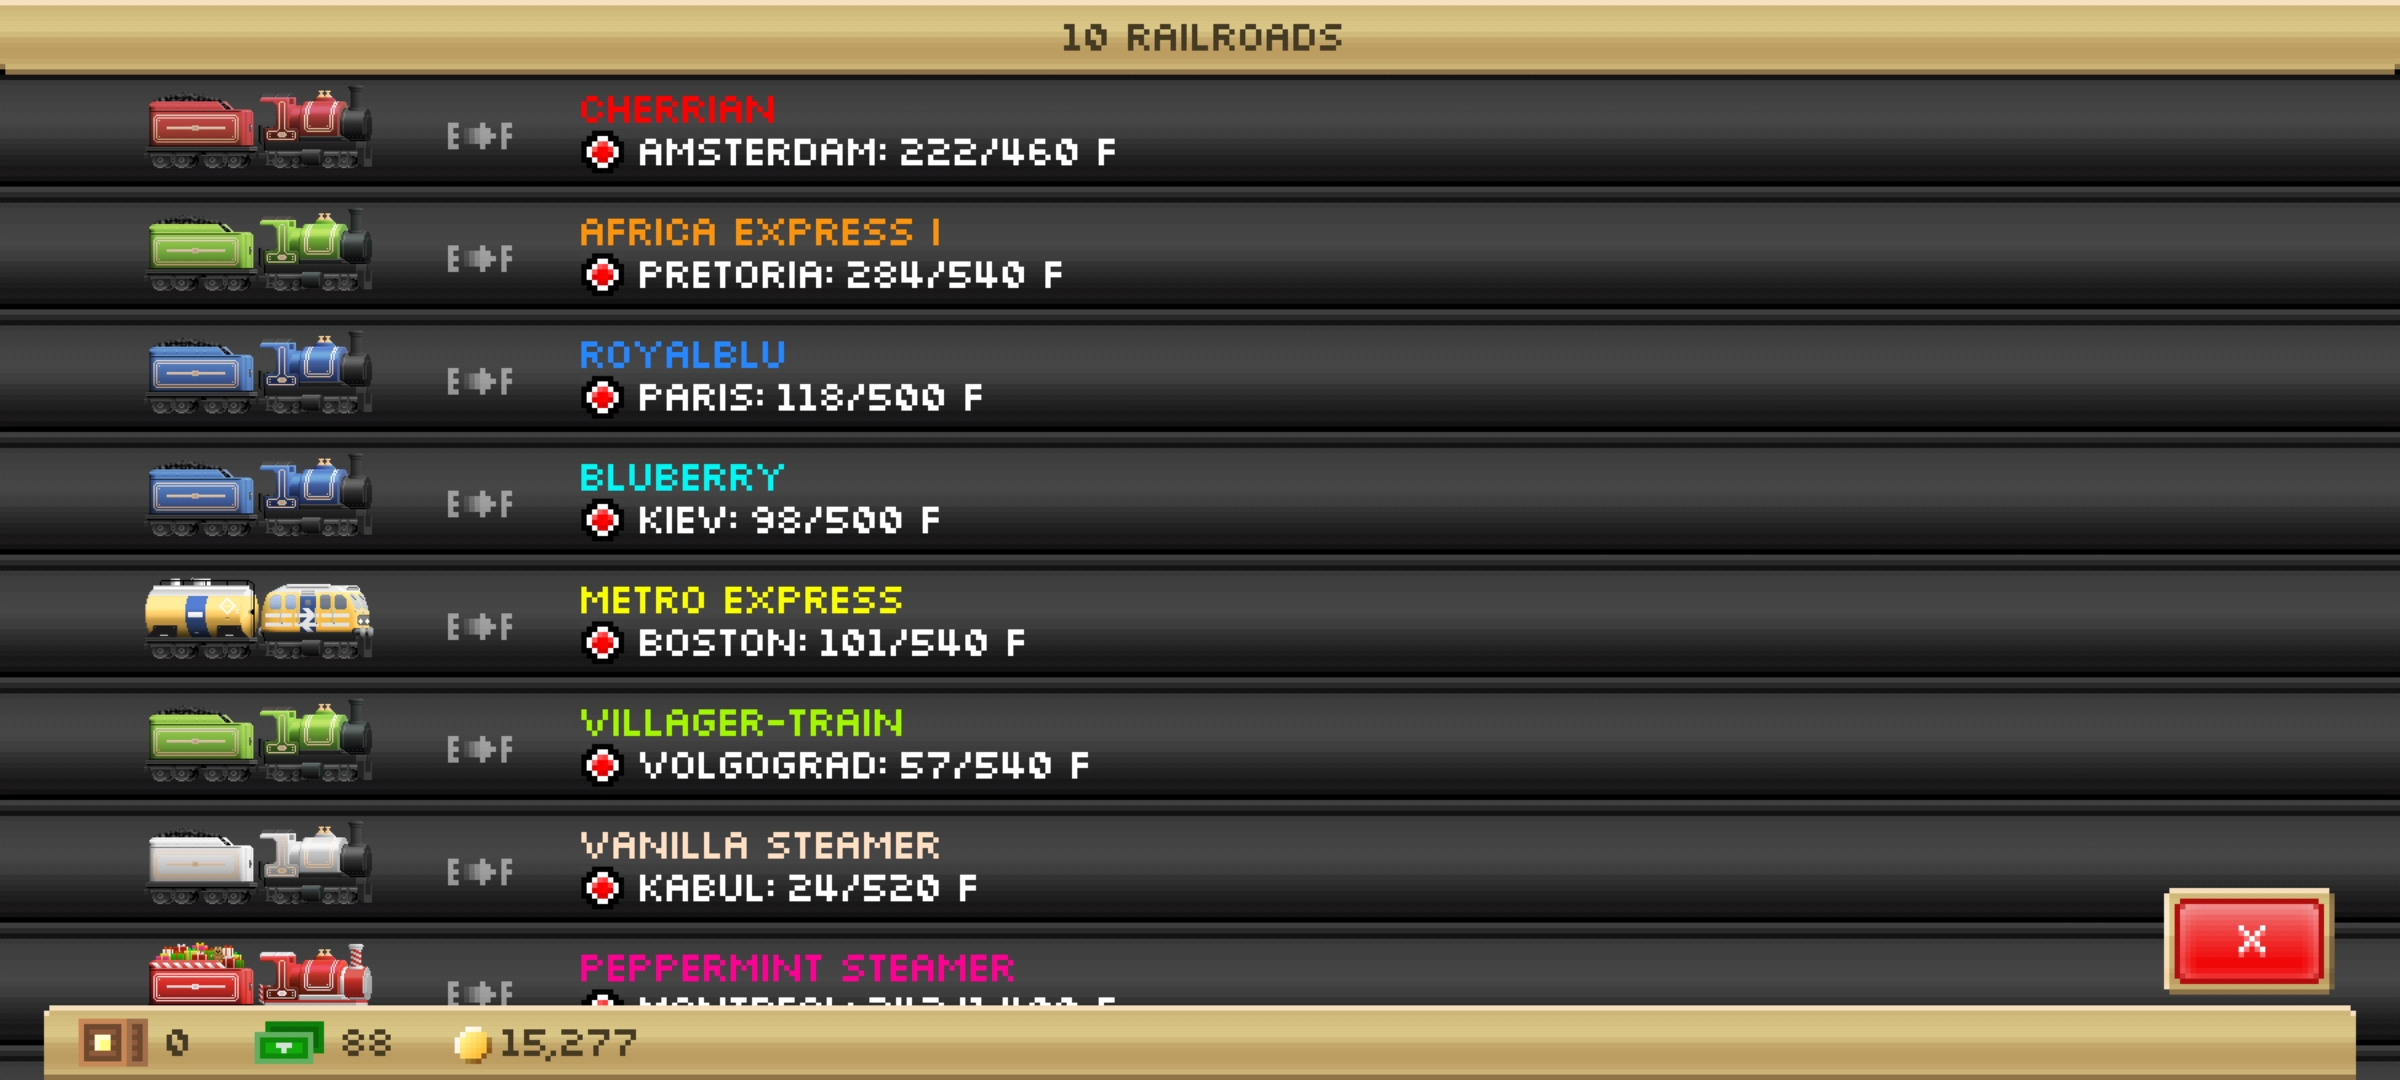 10 RAILROADS
CHERRIAN
E F
AMSTERDAM: 222/460 F
AFRICA EXPRESS I
E F
PRETORIA: 284/540 F
ROYALBLU
E F
PARIS: 118/500 F
BLUBERRY
E F
KIEV: 98/500 F
METRO EXPRESS
E F
BOSTON: 101/540 F
VILLAGER-TRAIN
E F
VOLGOGRAD: 57/540 F
VANILLA STEAMER
E F
KABUL: 24/520 F
PEPPERMINT STEAMER
E F
X
0 88 15,277